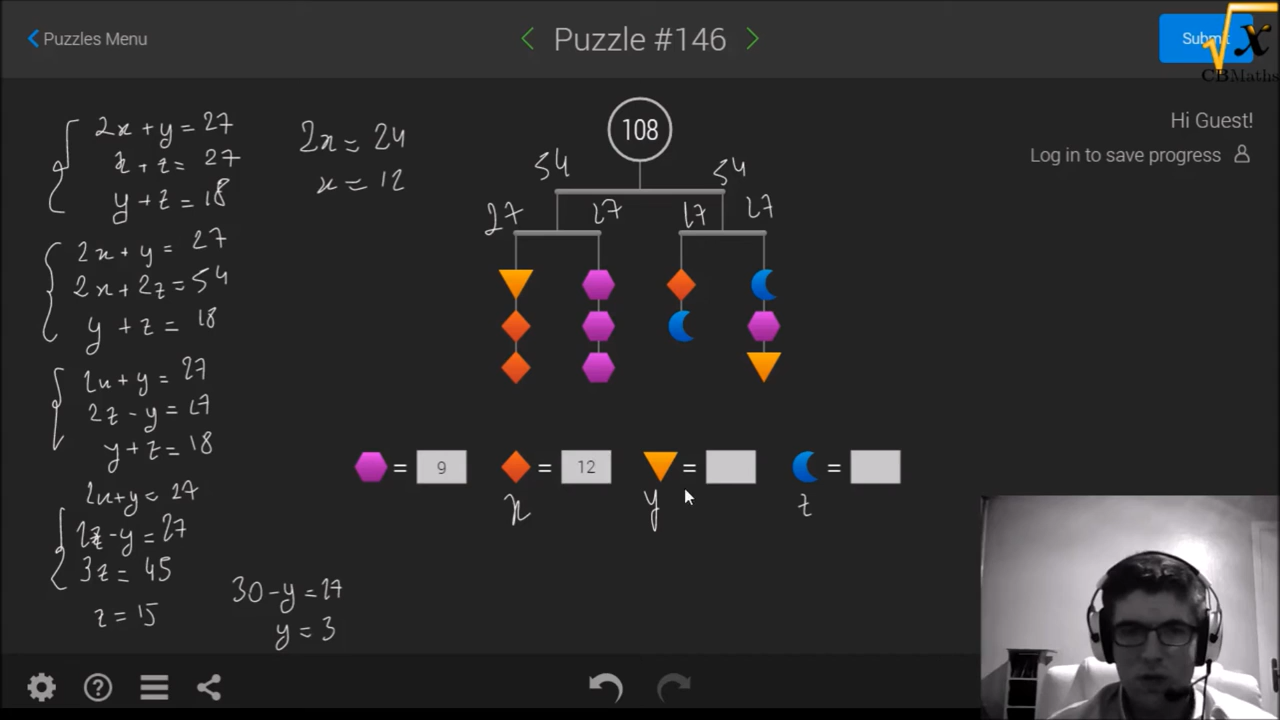 Puzzles Menu
Puzzle #146
Submit
CBMaths
Hi Guest!
Log in to save progress
108
54
54
27
27
27
27
2x + y = 27
x + z = 27
y + z = 18
2x + y = 27
2x + 2z = 54
y + z = 18
2x + y = 27
2z - y = 27
y + z = 18
2x + y = 27
2z - y = 27
3z = 45
z = 15
2x = 24
x = 12
30 - y = 27
y = 3
= 9
= 12
=
=
x
y
z